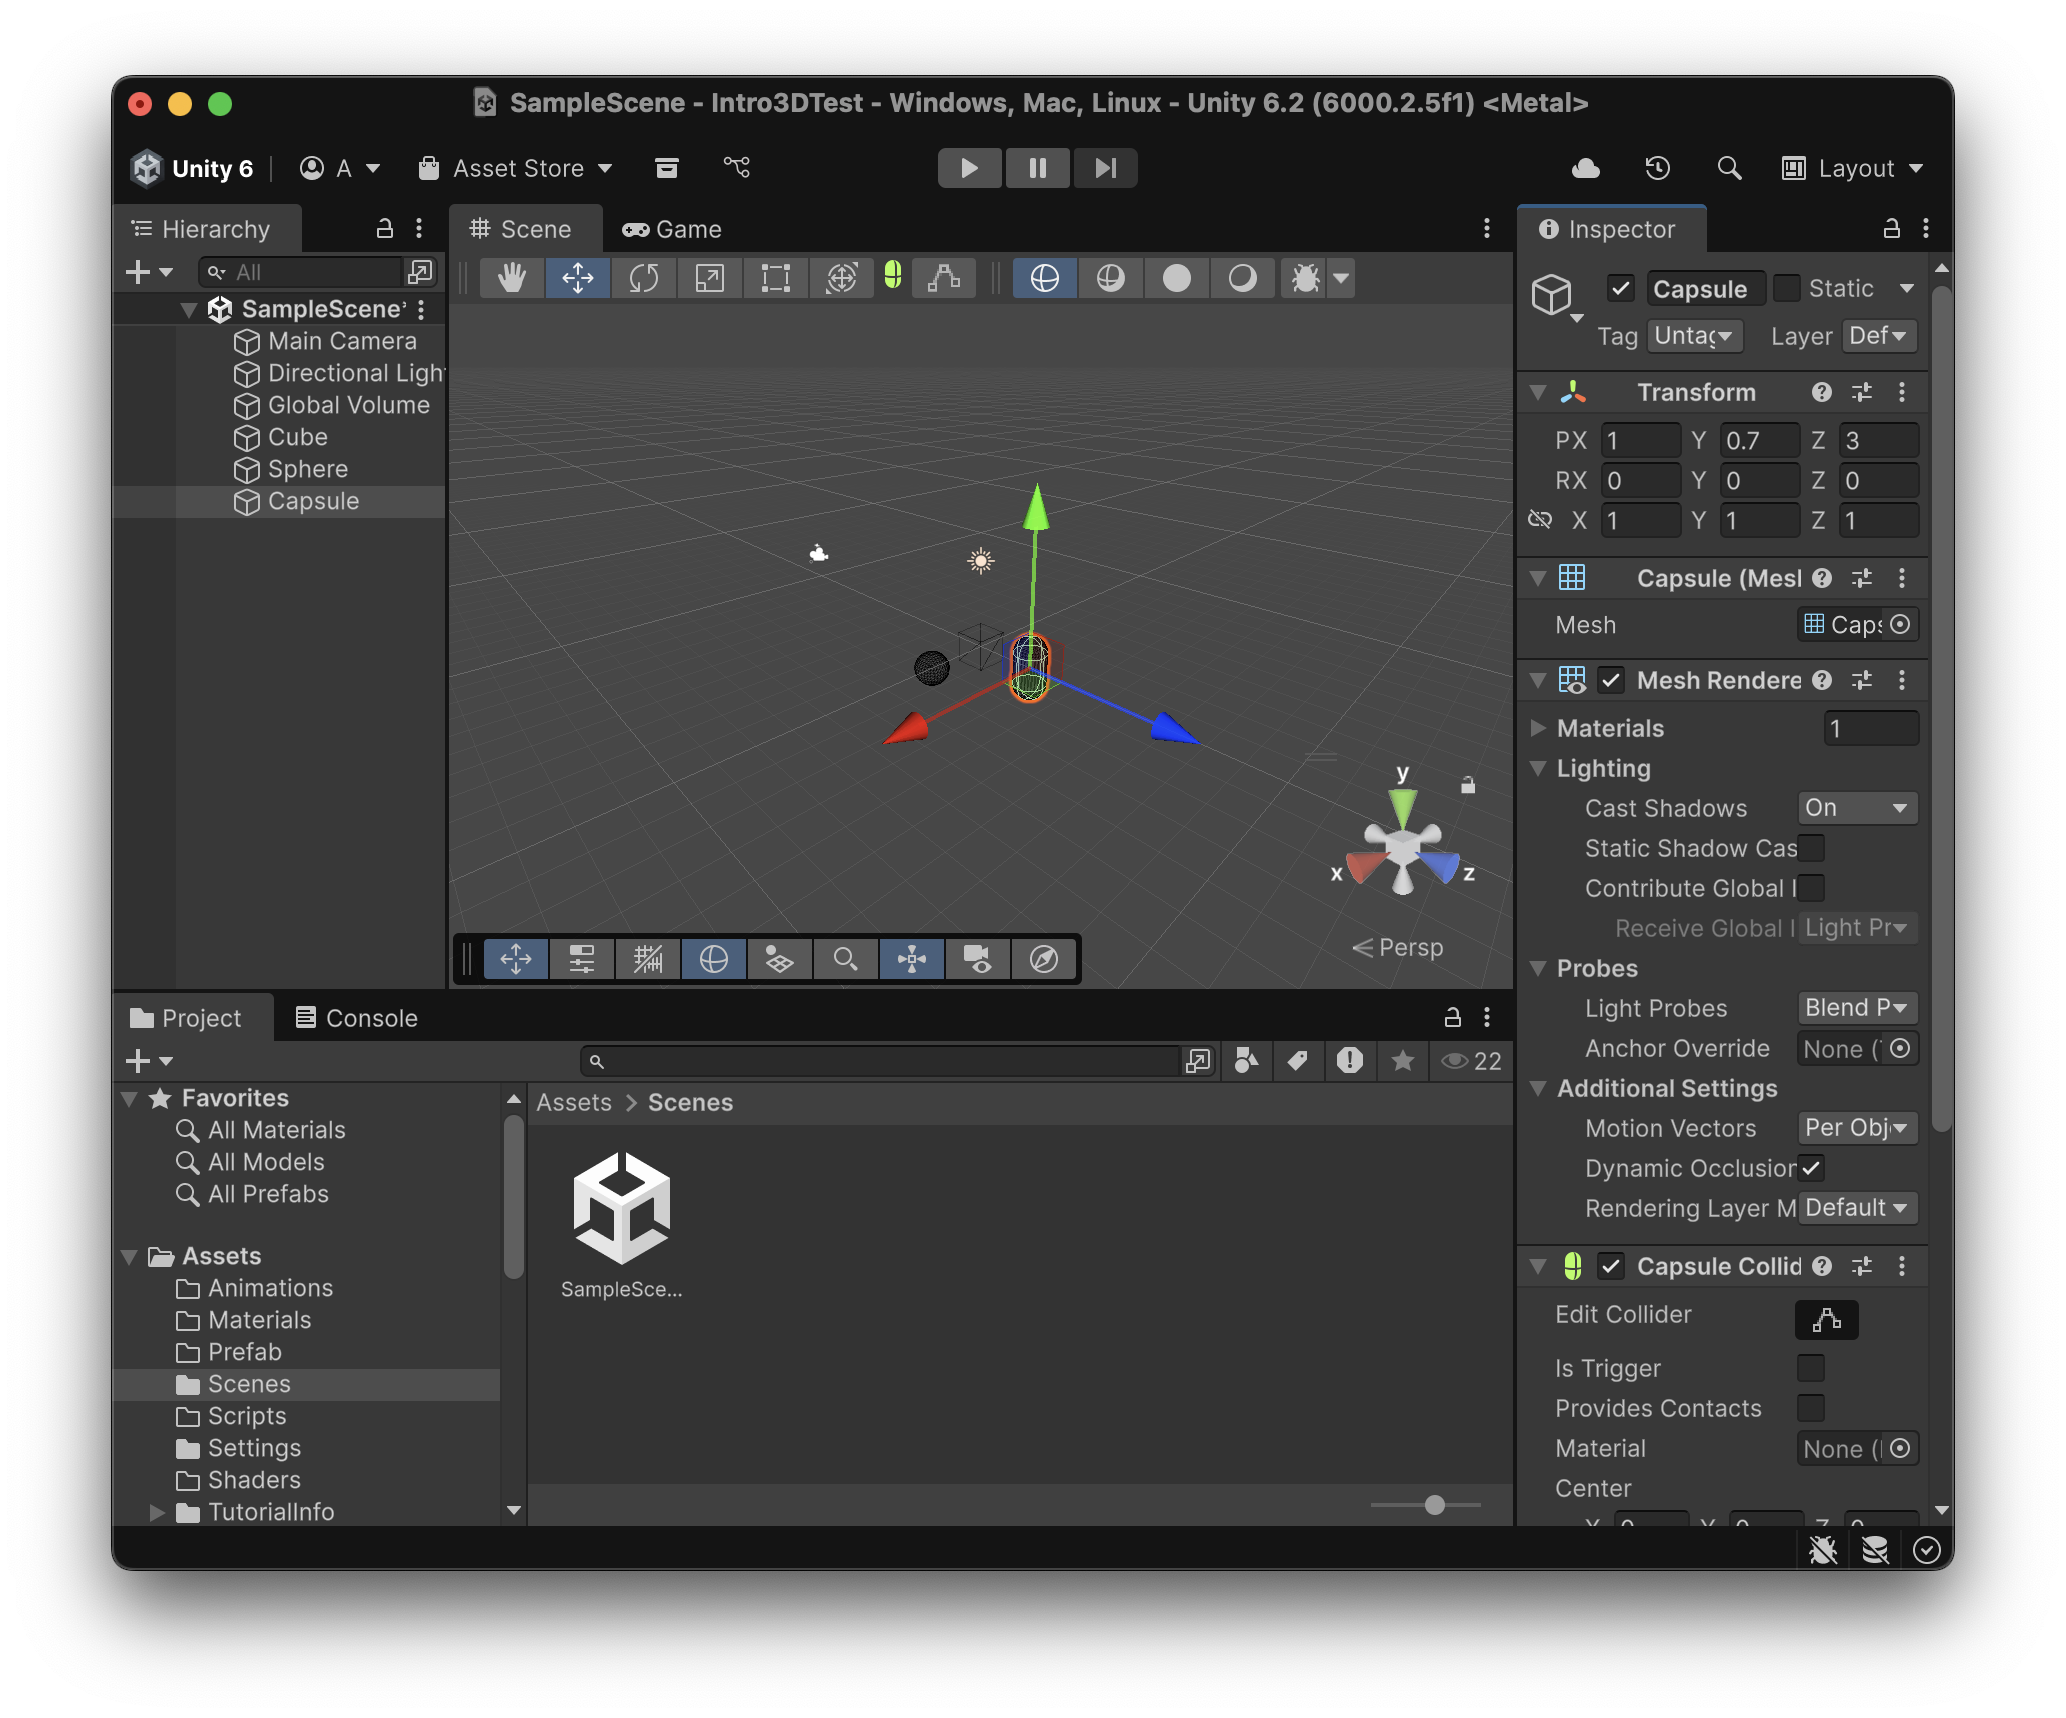 SampleScene - Intro3DTest - Windows, Mac, Linux - Unity 6.2 (6000.2.5f1) <Metal>
Unity 6 A Asset Store Layout
Hierarchy
All
SampleScene*
Main Camera
Directional Ligh
Global Volume
Cube
Sphere
Capsule
Scene Game
y
x z
Persp
Inspector
Capsule Static
Tag Untag Layer Def
Transform
PX 1 Y 0.7 Z 3
RX 0 Y 0 Z 0
X 1 Y 1 Z 1
Capsule (Mesl
Mesh Caps
Mesh Rendere
Materials 1
Lighting
Cast Shadows On
Static Shadow Cas
Contribute Global I
Receive Global I Light Pr
Probes
Light Probes Blend P
Anchor Override None (
Additional Settings
Motion Vectors Per Obj
Dynamic Occlusion
Rendering Layer M Default
Capsule Collid
Edit Collider
Is Trigger
Provides Contacts
Material None (
Center
X 0 Y 0 Z 0
Project Console
22
Favorites
All Materials
All Models
All Prefabs
Assets
Animations
Materials
Prefab
Scenes
Scripts
Settings
Shaders
TutorialInfo
Assets > Scenes
SampleSce...